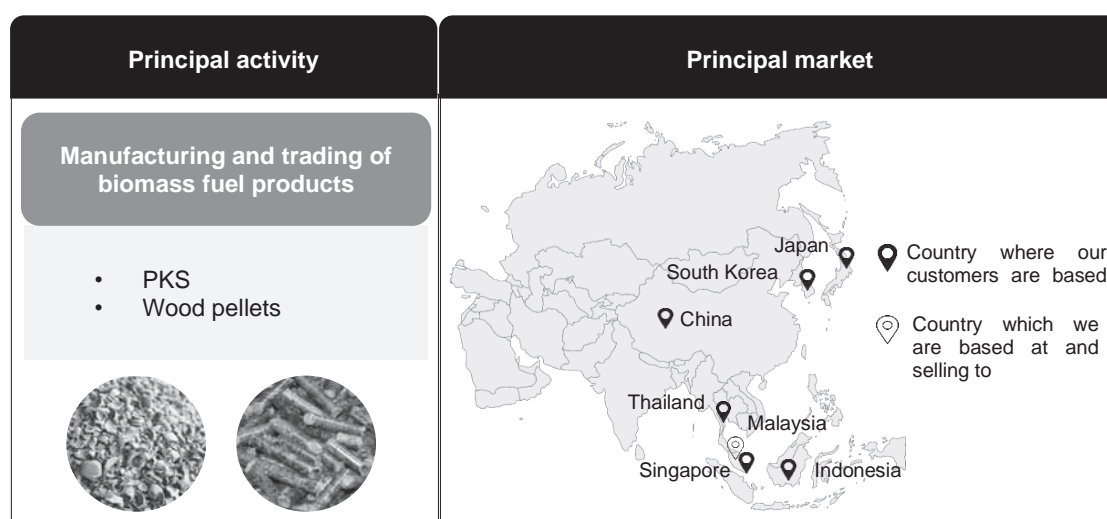 Principal activity
Principal market
Manufacturing and trading of
biomass fuel products
• PKS
• Wood pellets
Japan
South Korea
China
Thailand
Malaysia
Singapore
Indonesia
Country where our
customers are based
Country which we
are based at and
selling to